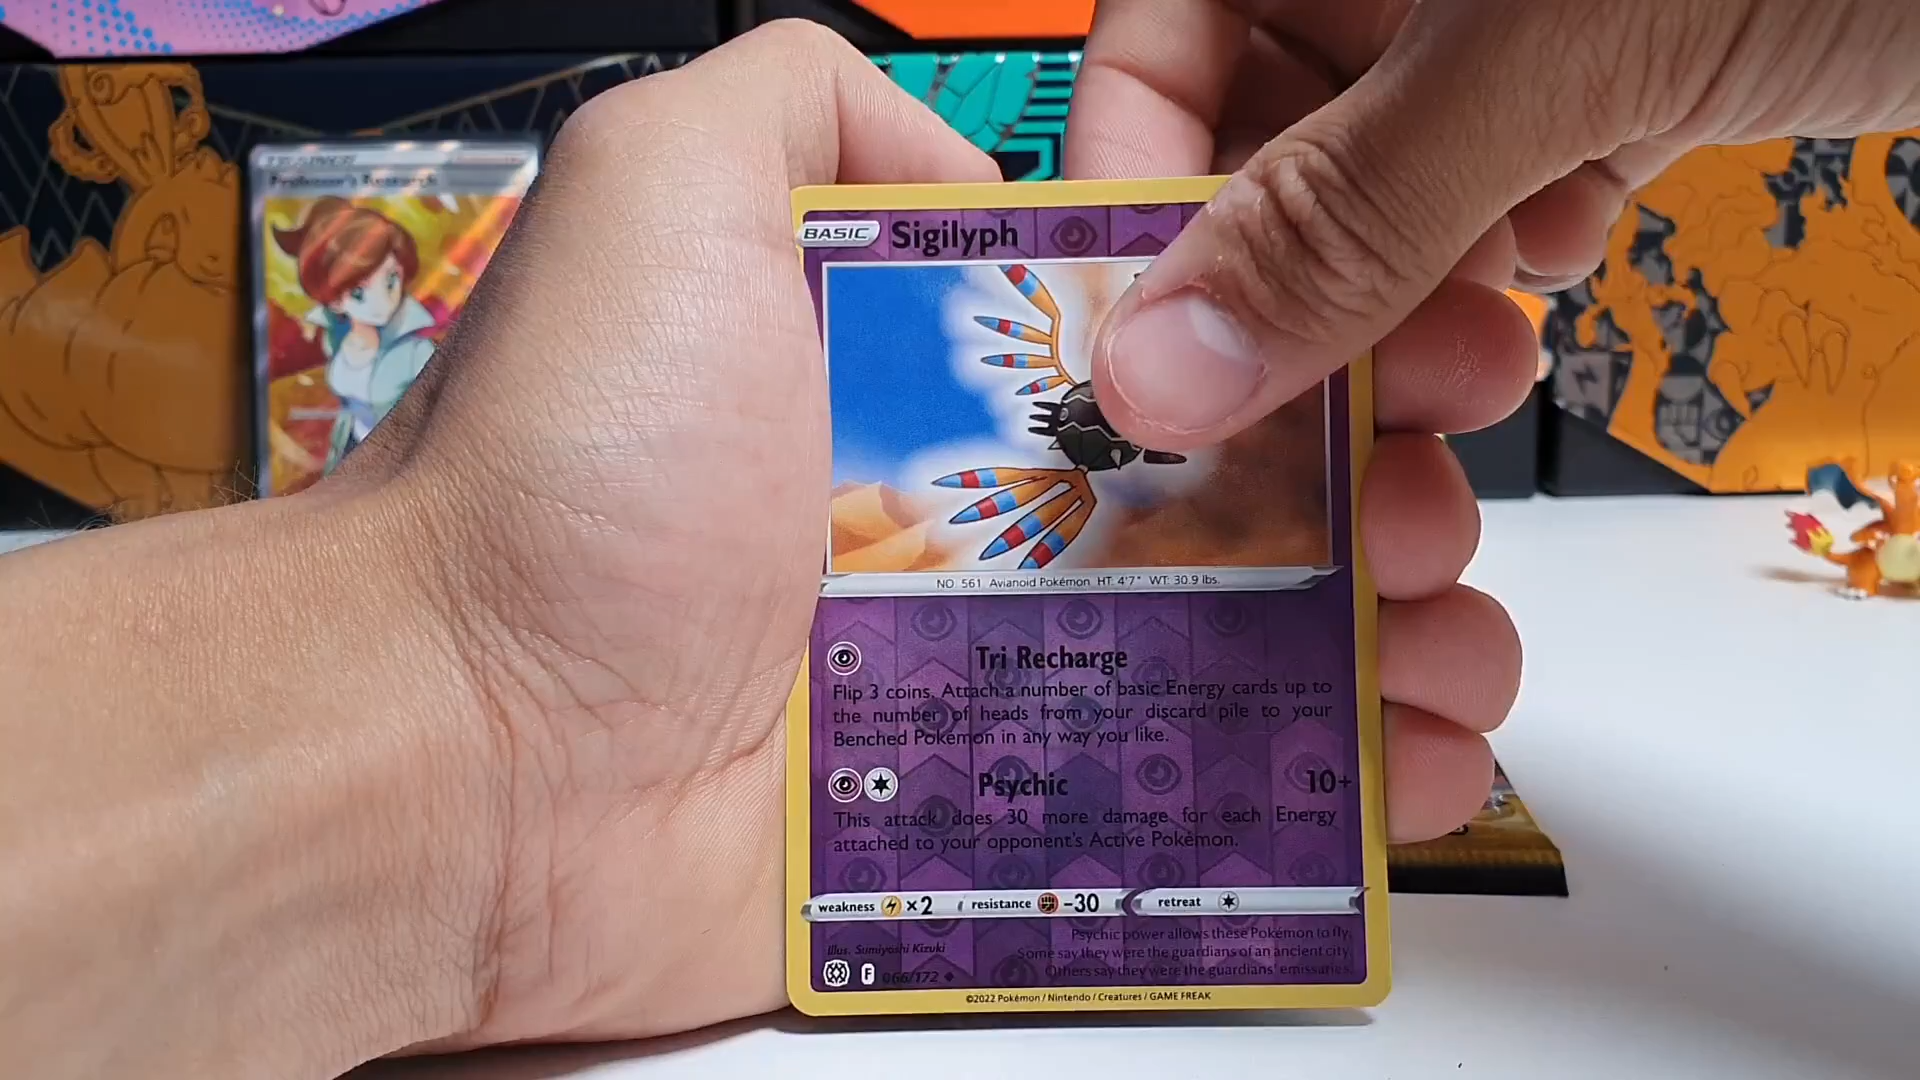 TRAINER
Professor's Research
BASIC Sigilyph
NO. 561 Avianoid Pokémon HT: 4'7" WT: 30.9 lbs.
Tri Recharge
Flip 3 coins. Attach a number of basic Energy cards up to
the number of heads from your discard pile to your
Benched Pokémon in any way you like.
Psychic 10+
This attack does 30 more damage for each Energy
attached to your opponent's Active Pokémon.
weakness ×2 resistance -30 retreat
Illus. Sumiyoshi Kizuki
Psychic power allows these Pokémon to fly.
Some say they were the guardians of an ancient city.
Others say they were the guardians' emissaries.
F 066/172
©2022 Pokémon / Nintendo / Creatures / GAME FREAK